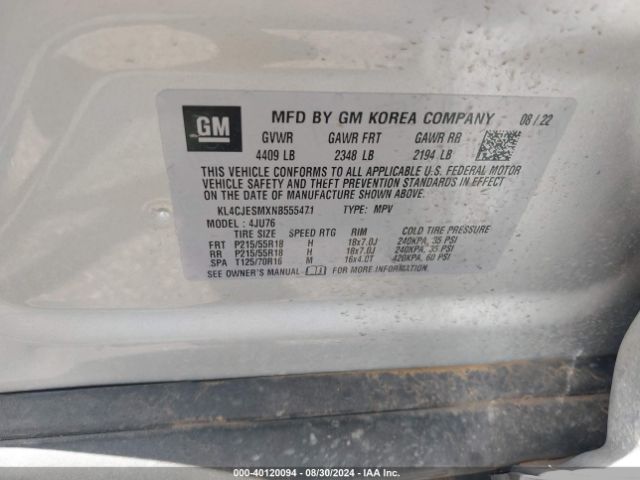 GM
MFD BY GM KOREA COMPANY 08/22
GVWR GAWR FRT GAWR RR
4409 LB 2348 LB 2194 LB
THIS VEHICLE CONFORMS TO ALL APPLICABLE U.S. FEDERAL MOTOR
VEHICLE SAFETY AND THEFT PREVENTION STANDARDS IN EFFECT
ON THE DATE OF MANUFACTURE SHOWN ABOVE.
KL4CJESMXNB555471 TYPE: MPV
MODEL : 4JU76
TIRE SIZE SPEED RTG RIM COLD TIRE PRESSURE
FRT P215/55R18 H 18x7.0J 240KPA, 35 PSI
RR P215/55R18 H 18x7.0J 240KPA, 35 PSI
SPA T125/70R16 M 16x4.0T 420KPA, 60 PSI
SEE OWNER'S MANUAL FOR MORE INFORMATION.
000-40120094 - 08/30/2024 - IAA Inc.